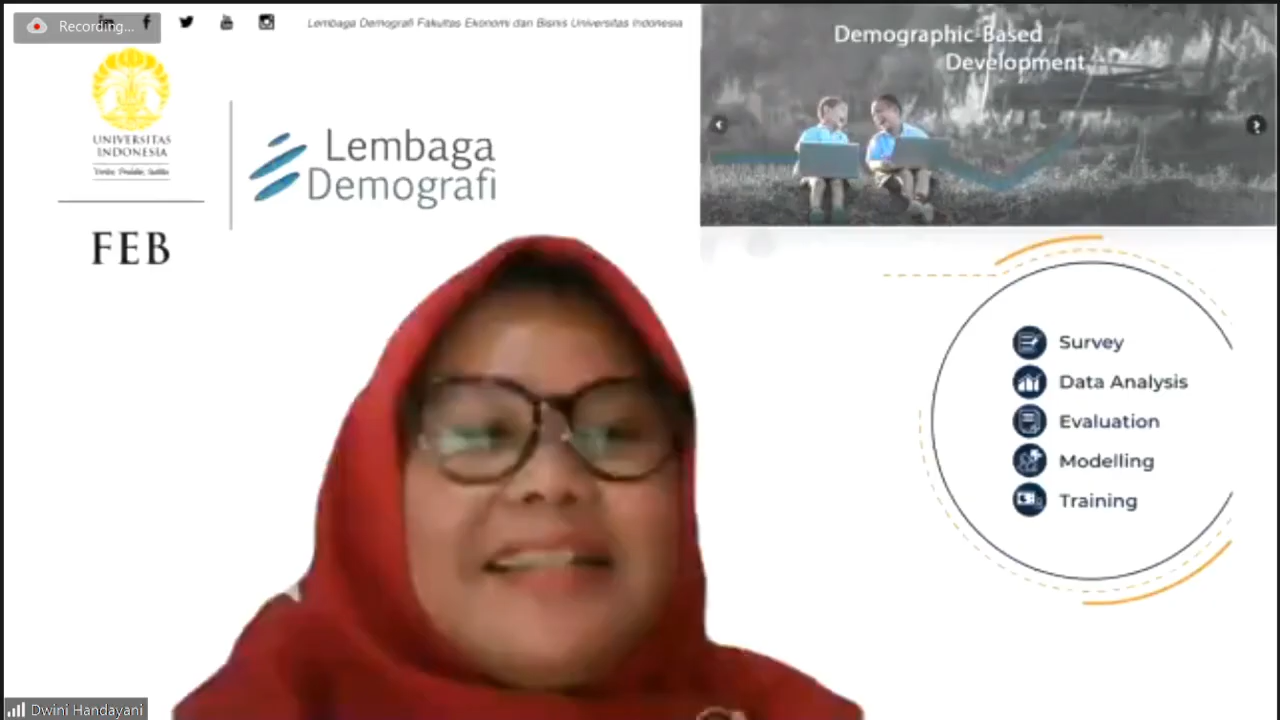 Recording...
Lembaga Demografi Fakultas Ekonomi dan Bisnis Universitas Indonesia
Demographic-Based
Development
UNIVERSITAS
INDONESIA
Lembaga
Demografi
FEB
Survey
Data Analysis
Evaluation
Modelling
Training
Dwini Handayani